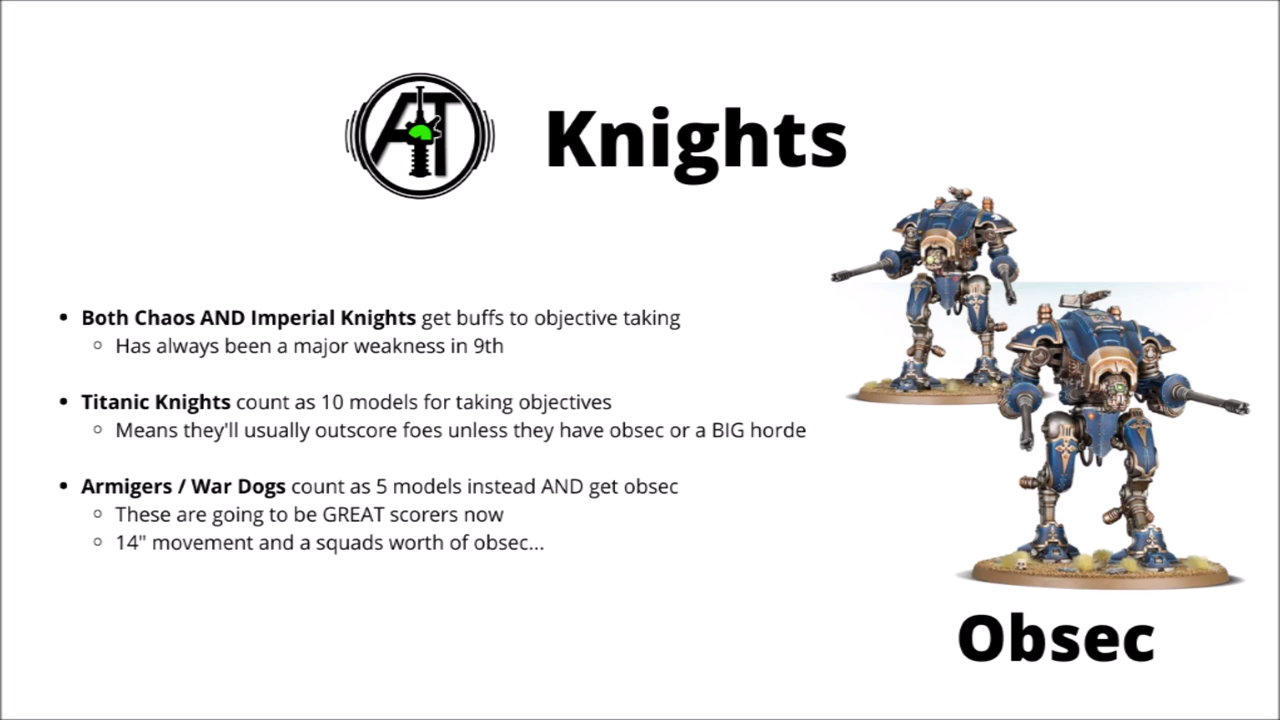 AT
Knights
• Both Chaos AND Imperial Knights get buffs to objective taking
○ Has always been a major weakness in 9th
• Titanic Knights count as 10 models for taking objectives
○ Means they'll usually outscore foes unless they have obsec or a BIG horde
• Armigers / War Dogs count as 5 models instead AND get obsec
○ These are going to be GREAT scorers now
○ 14" movement and a squads worth of obsec...
Obsec